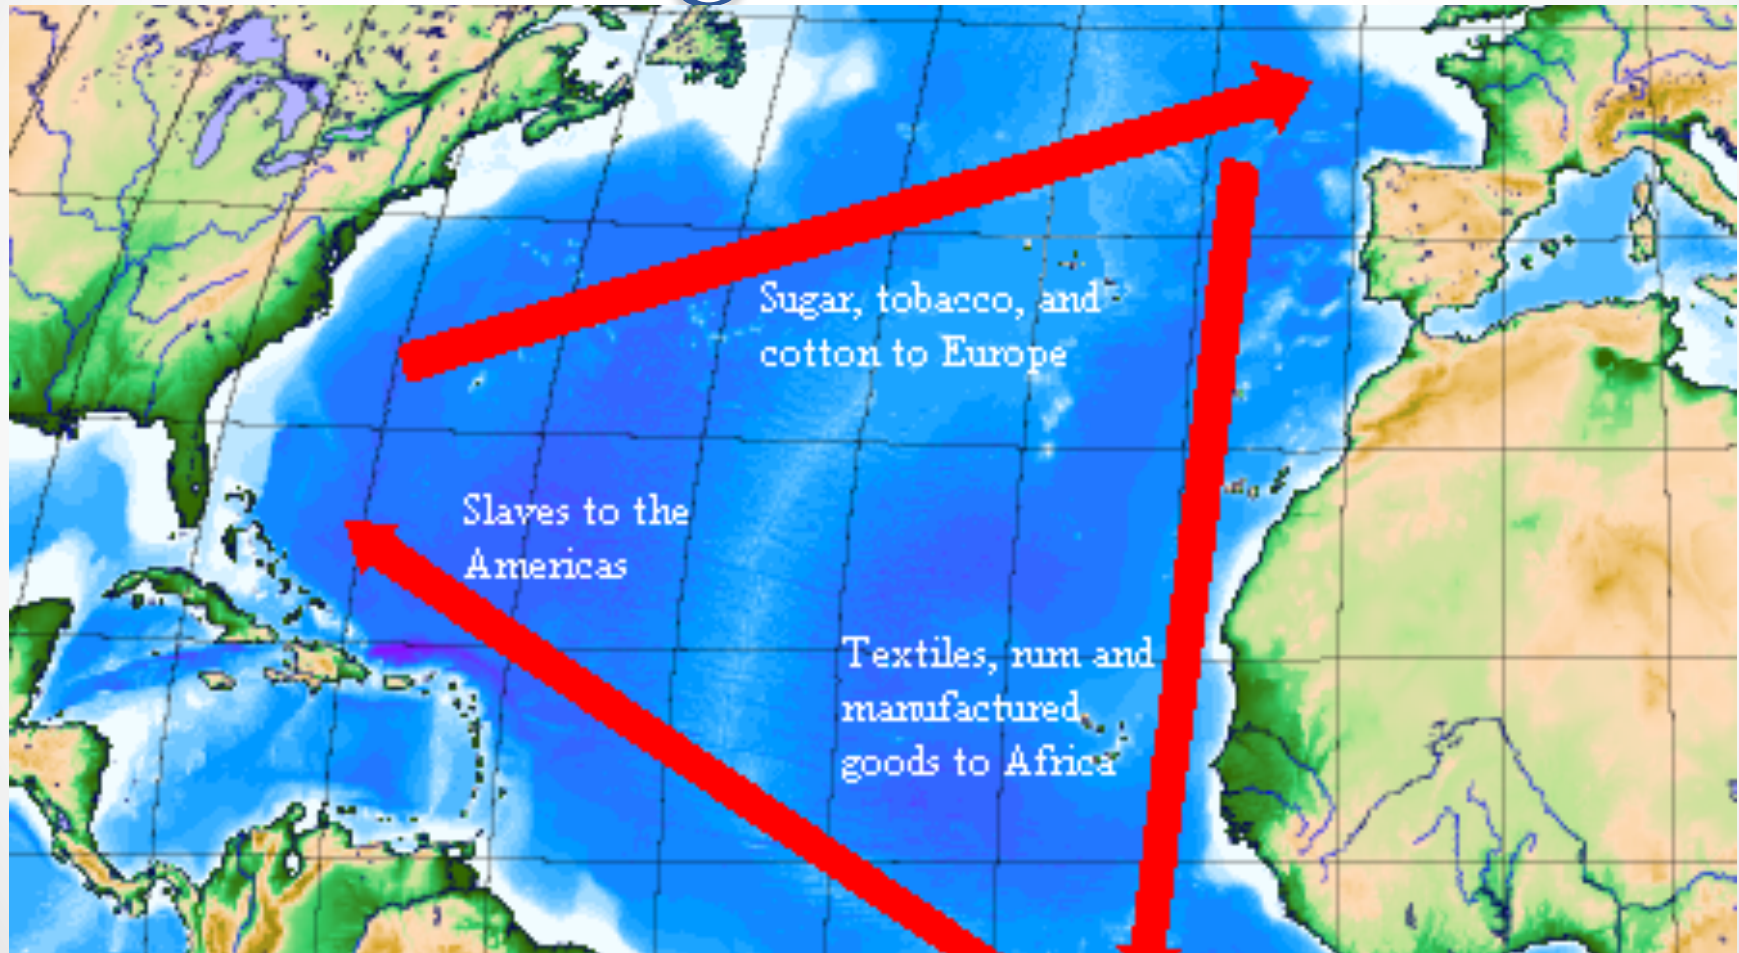 Sugar, tobacco, and
cotton to Europe
Slaves to the
Americas
Textiles, rum and
manufactured
goods to Africa